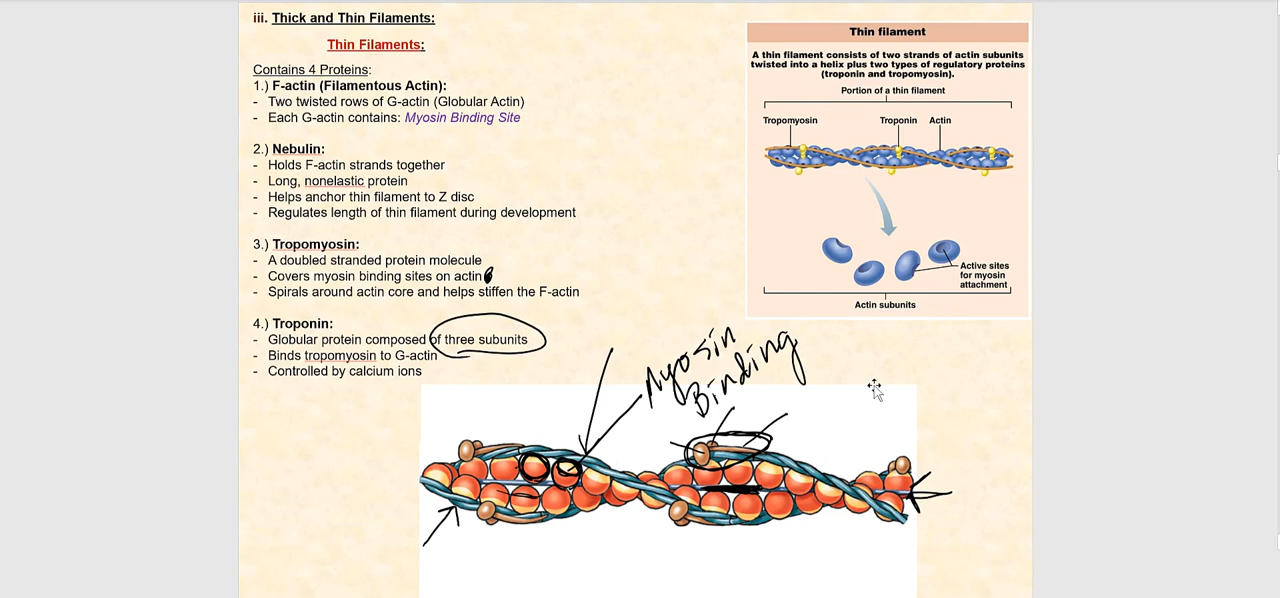 iii. Thick and Thin Filaments:
Thin Filaments:
Contains 4 Proteins:
1.) F-actin (Filamentous Actin):
- Two twisted rows of G-actin (Globular Actin)
- Each G-actin contains: Myosin Binding Site
2.) Nebulin:
- Holds F-actin strands together
- Long, nonelastic protein
- Helps anchor thin filament to Z disc
- Regulates length of thin filament during development
3.) Tropomyosin:
- A doubled stranded protein molecule
- Covers myosin binding sites on actin
- Spirals around actin core and helps stiffen the F-actin
4.) Troponin:
- Globular protein composed of three subunits
- Binds tropomyosin to G-actin
- Controlled by calcium ions
Thin filament
A thin filament consists of two strands of actin subunits
twisted into a helix plus two types of regulatory proteins
(troponin and tropomyosin).
Portion of a thin filament
Tropomyosin Troponin Actin
Active sites
for myosin
attachment
Actin subunits
Myosin
Binding